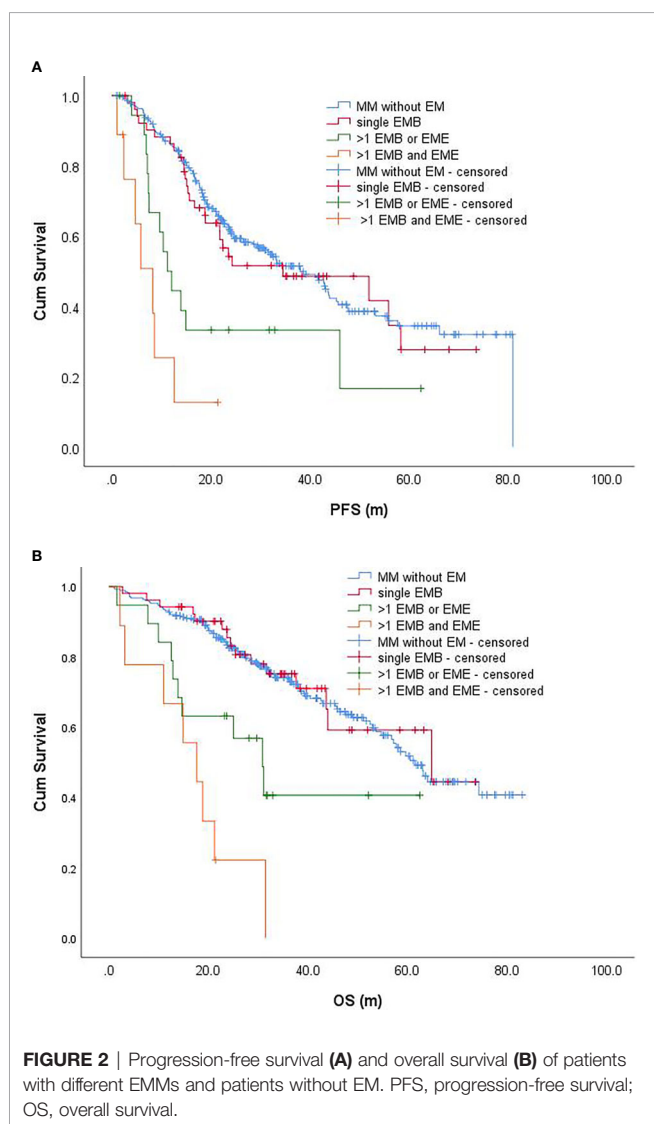 A
1.0
0.8
0.6
0.4
0.2
0.0
Cum Survival
MM without EM
single EMB
>1 EMB or EME
>1 EMB and EME
MM without EM - censored
single EMB - censored
>1 EMB or EME - censored
>1 EMB and EME - censored
.0 20.0 40.0 60.0 80.0 100.0
PFS (m)
B
1.0
0.8
0.6
0.4
0.2
0.0
Cum Survival
MM without EM
single EMB
>1 EMB or EME
>1 EMB and EME
MM without EM - censored
single EMB - censored
>1 EMB or EME - censored
>1 EMB and EME - censored
.0 20.0 40.0 60.0 80.0 100.0
OS (m)
FIGURE 2 | Progression-free survival (A) and overall survival (B) of patients
with different EMMs and patients without EM. PFS, progression-free survival;
OS, overall survival.